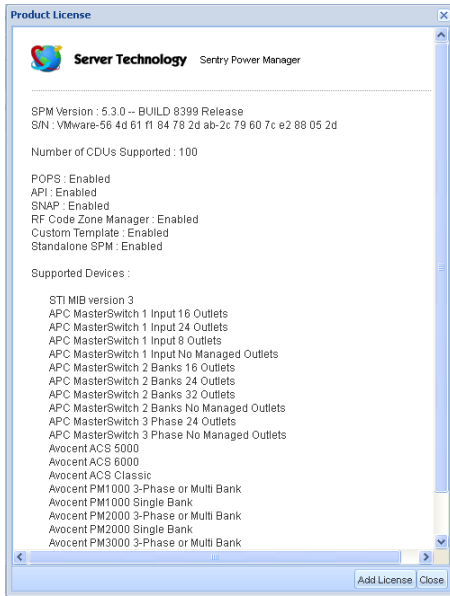 Product License
Server Technology Sentry Power Manager
SPM Version : 5.3.0 -- BUILD 8399 Release
S/N : VMware-56 4d 61 f1 84 78 2d ab-2c 79 60 7c e2 88 05 2d
Number of CDUs Supported : 100
POPS : Enabled
API : Enabled
SNAP : Enabled
RF Code Zone Manager : Enabled
Custom Template : Enabled
Standalone SPM : Enabled
Supported Devices :
STI MIB version 3
APC MasterSwitch 1 Input 16 Outlets
APC MasterSwitch 1 Input 24 Outlets
APC MasterSwitch 1 Input 8 Outlets
APC MasterSwitch 1 Input No Managed Outlets
APC MasterSwitch 2 Banks 16 Outlets
APC MasterSwitch 2 Banks 24 Outlets
APC MasterSwitch 2 Banks 32 Outlets
APC MasterSwitch 2 Banks No Managed Outlets
APC MasterSwitch 3 Phase 24 Outlets
APC MasterSwitch 3 Phase No Managed Outlets
Avocent ACS 5000
Avocent ACS 6000
Avocent ACS Classic
Avocent PM1000 3-Phase or Multi Bank
Avocent PM1000 Single Bank
Avocent PM2000 3-Phase or Multi Bank
Avocent PM2000 Single Bank
Avocent PM3000 3-Phase or Multi Bank
Add License Close